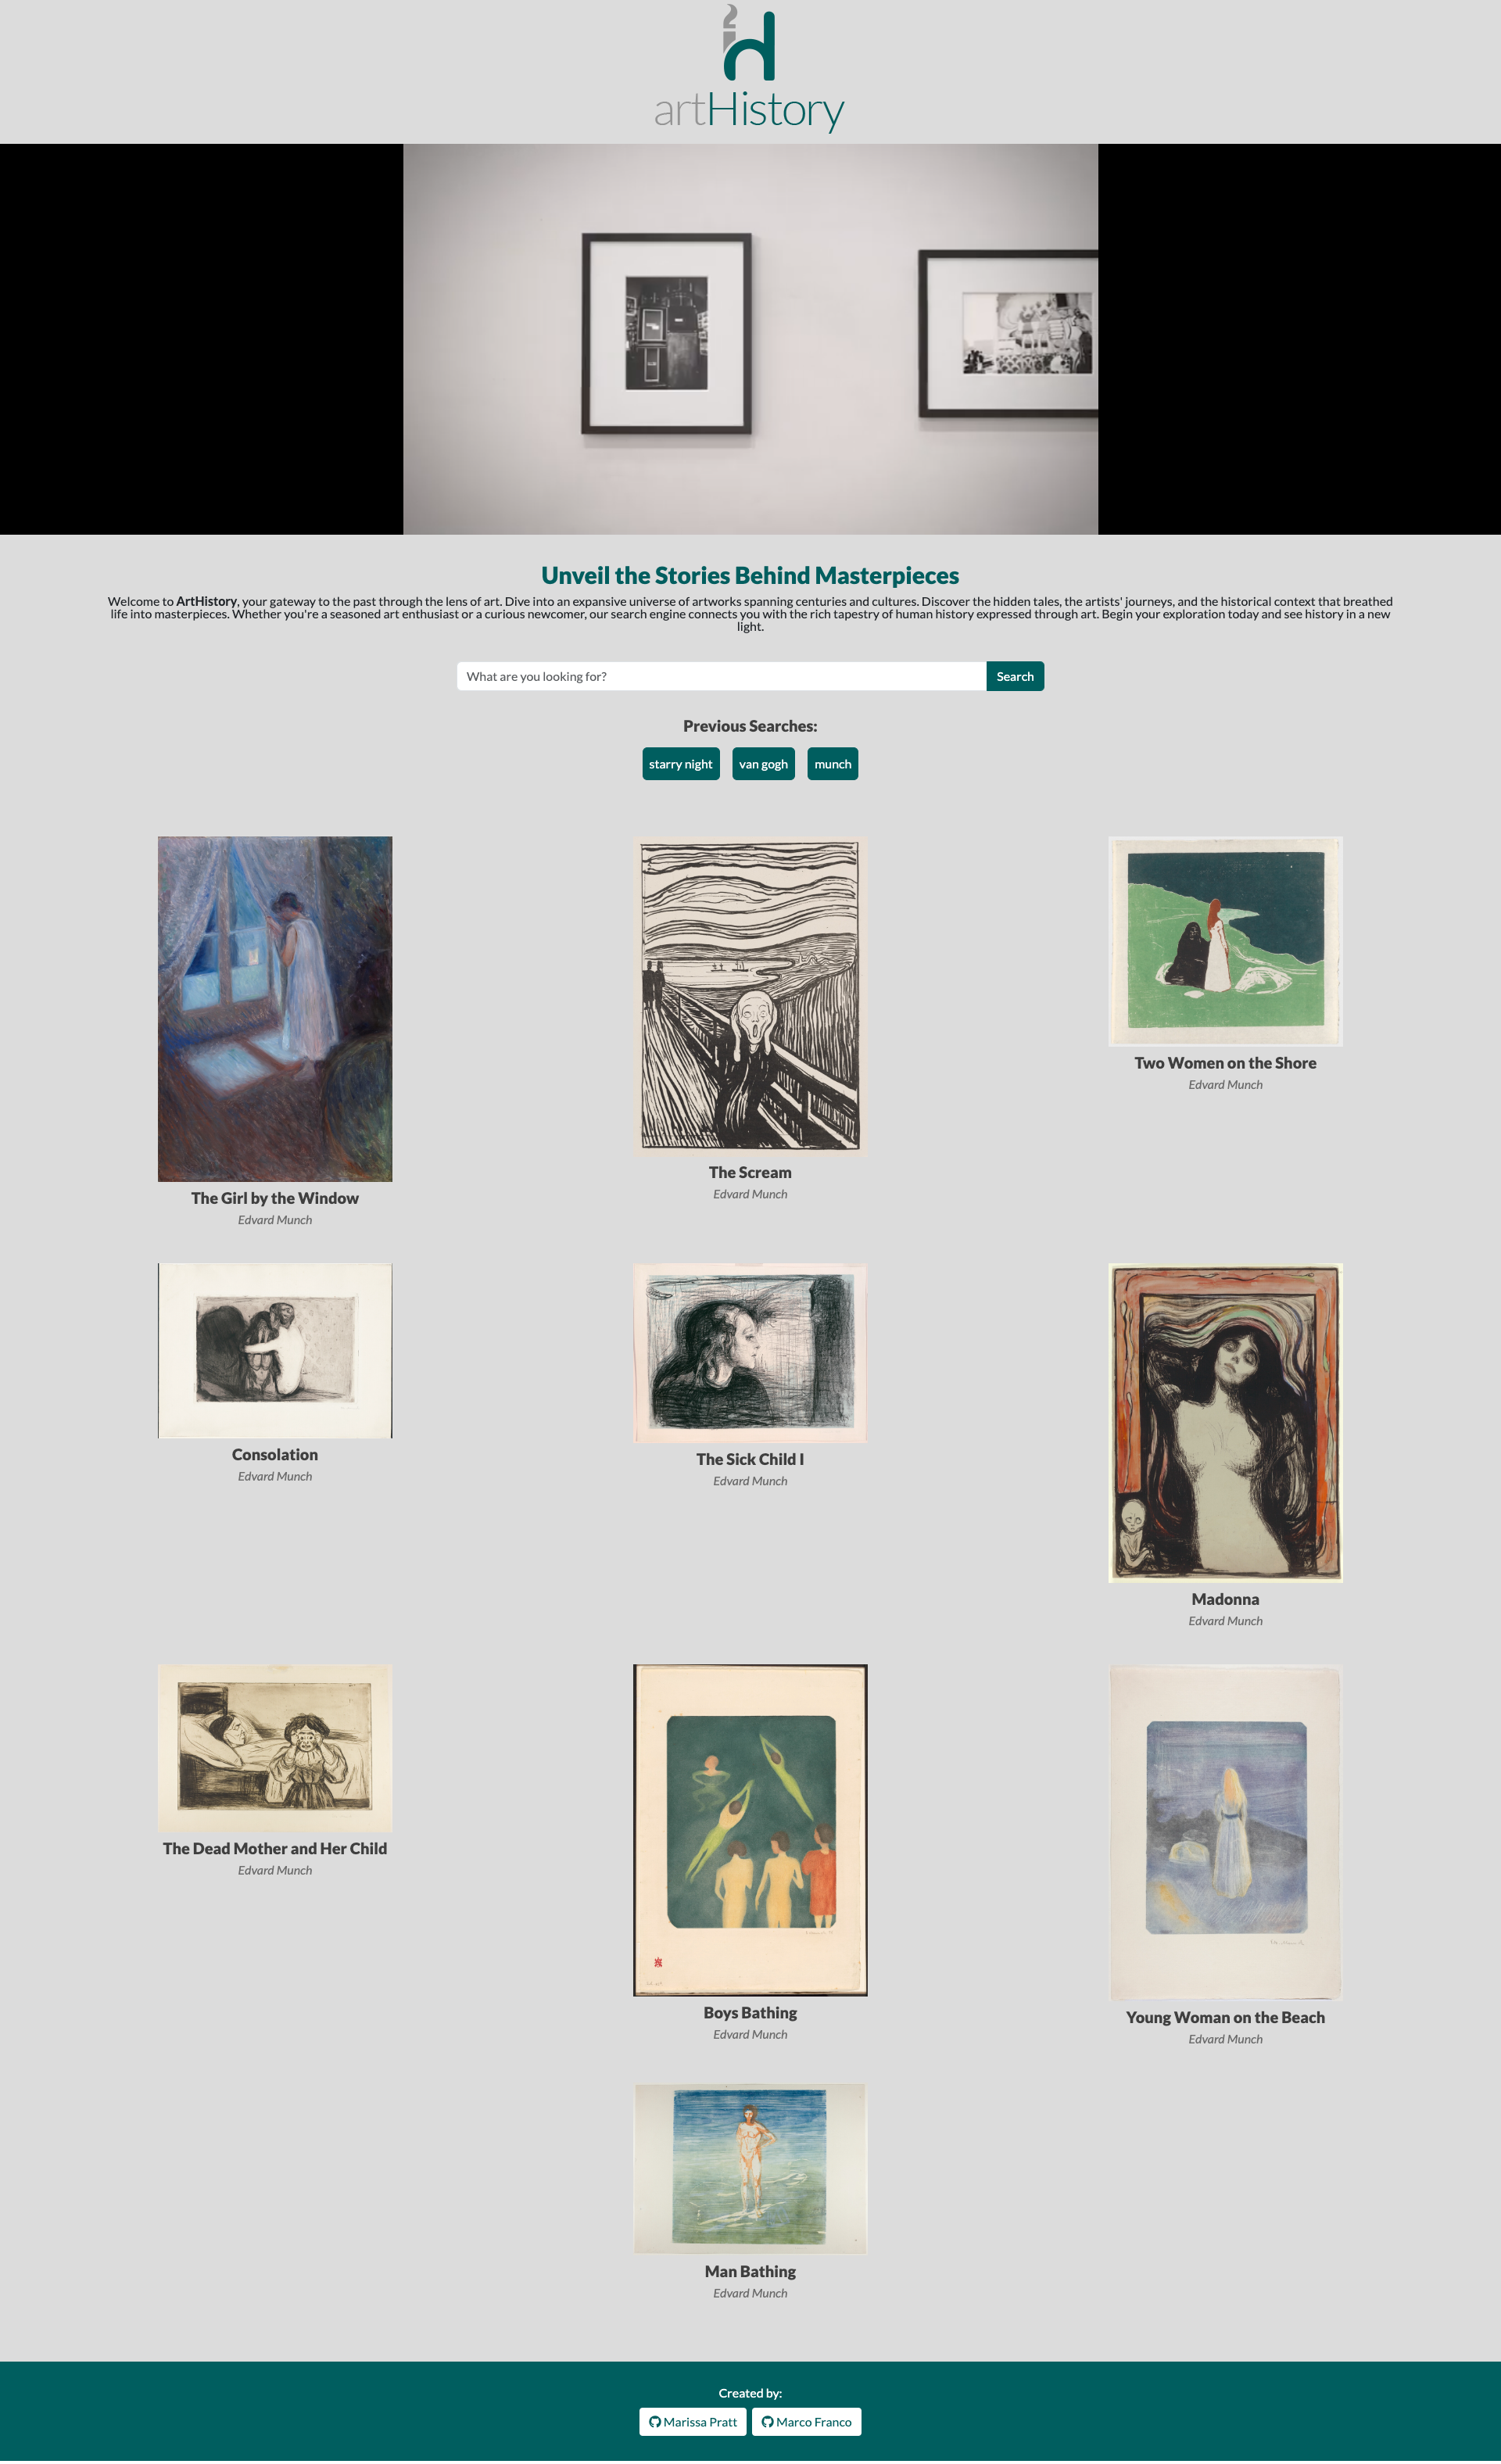 artHistory
Unveil the Stories Behind Masterpieces
Welcome to ArtHistory, your gateway to the past through the lens of art. Dive into an expansive universe of artworks spanning centuries and cultures. Discover the hidden tales, the artists' journeys, and the historical context that breathed
life into masterpieces. Whether you're a seasoned art enthusiast or a curious newcomer, our search engine connects you with the rich tapestry of human history expressed through art. Begin your exploration today and see history in a new
light.
What are you looking for? Search
Previous Searches:
starry night van gogh munch
The Girl by the Window
Edvard Munch
The Scream
Edvard Munch
Two Women on the Shore
Edvard Munch
Consolation
Edvard Munch
The Sick Child I
Edvard Munch
Madonna
Edvard Munch
The Dead Mother and Her Child
Edvard Munch
Boys Bathing
Edvard Munch
Young Woman on the Beach
Edvard Munch
Man Bathing
Edvard Munch
Created by:
Marissa Pratt Marco Franco